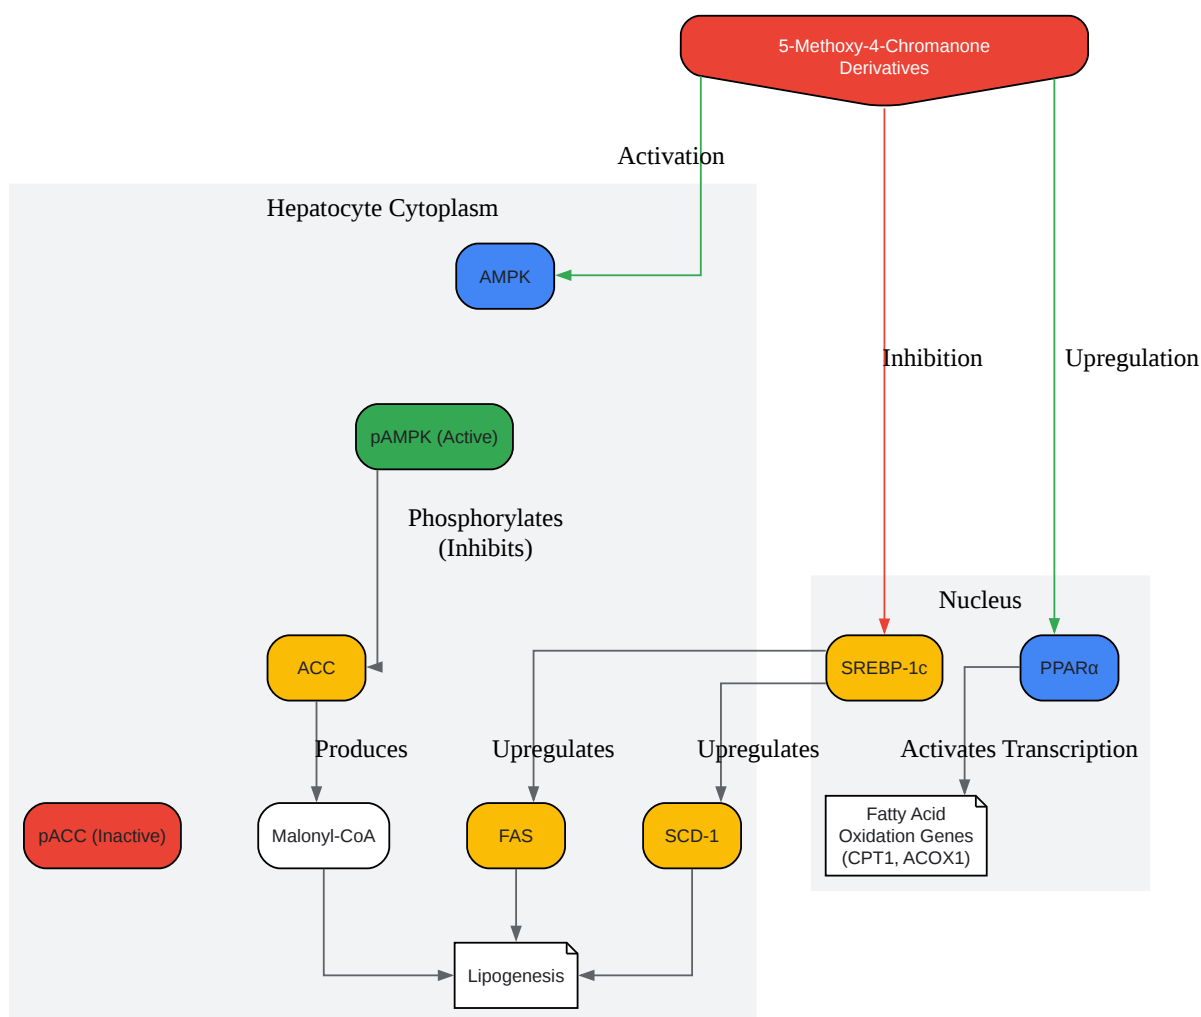 5-Methoxy-4-Chromanone
Derivatives
Activation
Hepatocyte Cytoplasm
AMPK
Inhibition
Upregulation
pAMPK (Active)
Phosphorylates
(Inhibits)
Nucleus
ACC
SREBP-1c
PPARα
Produces
Upregulates
Upregulates
Activates Transcription
pACC (Inactive)
Malonyl-CoA
FAS
SCD-1
Fatty Acid
Oxidation Genes
(CPT1, ACOX1)
Lipogenesis